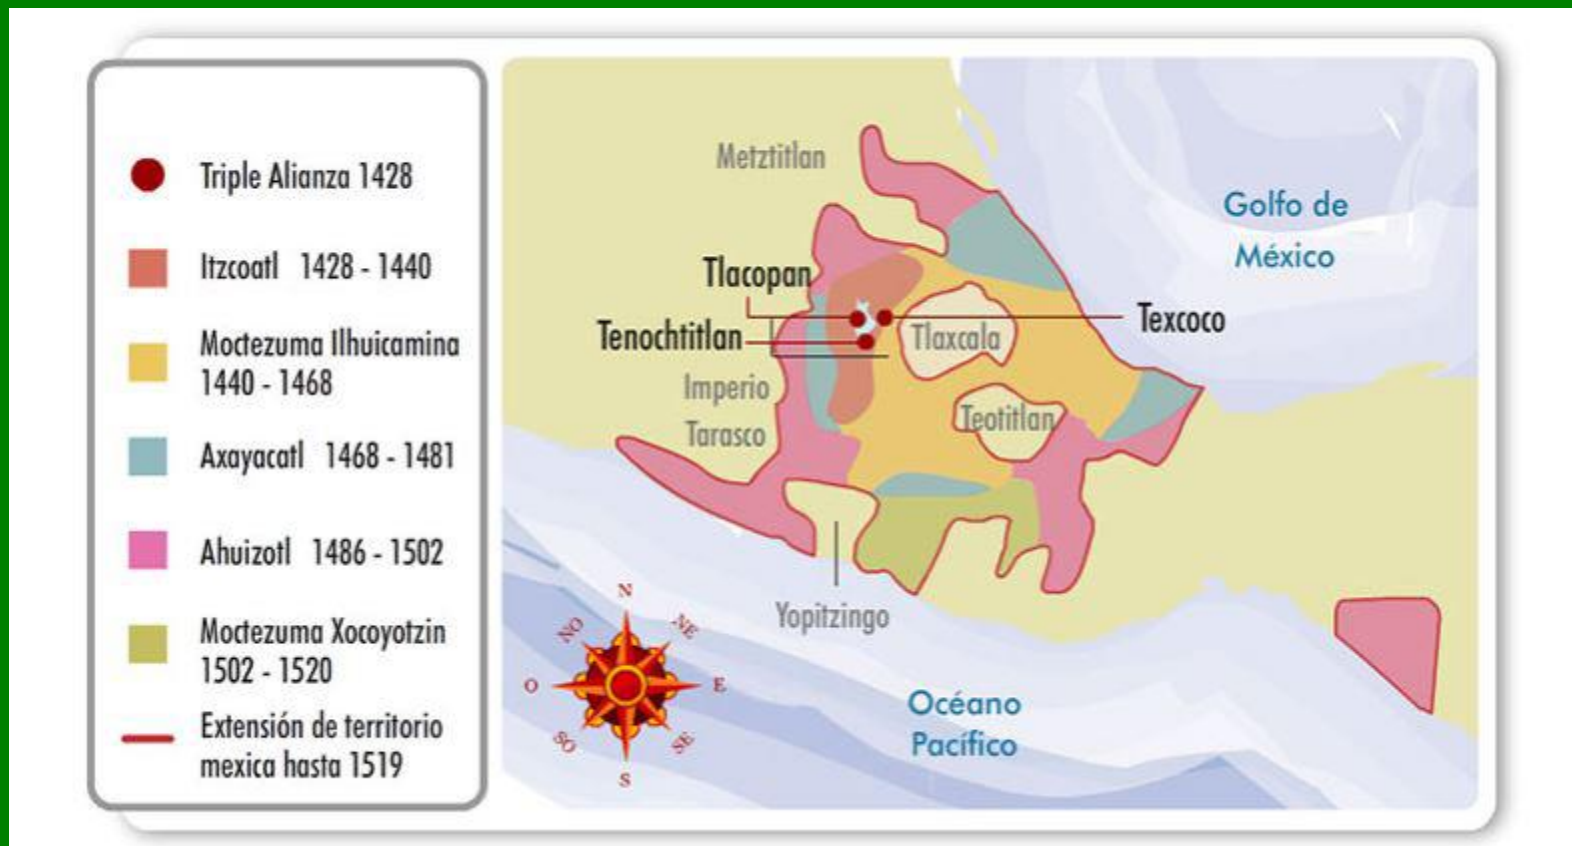 Triple Alianza 1428
Itzcoatl 1428 - 1440
Moctezuma Ilhuicamina
1440 - 1468
Axayacatl 1468 - 1481
Ahuizotl 1486 - 1502
Moctezuma Xocoyotzin
1502 - 1520
Extensión de territorio
mexica hasta 1519
Metztitlan
Golfo de
México
Tlacopan
Texcoco
Tenochtitlan
Tlaxcala
Imperio
Tarasco
Teotitlan
Yopitzingo
Océano
Pacífico
N
NO
NE
O
E
SO
SE
S